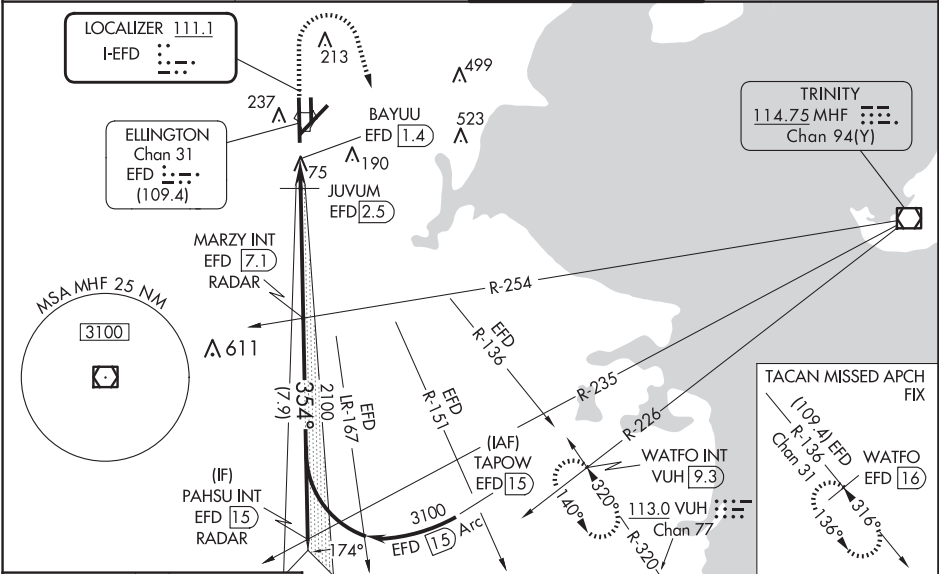 LOCALIZER 111.1
I-EFD
213
499
237
BAYUU
EFD 1.4
523
TRINITY
114.75 MHF
Chan 94(Y)
ELLINGTON
Chan 31
EFD
(109.4)
190
75
JUVUM
EFD 2.5
MARZY INT
EFD 7.1
RADAR
R-254
MSA MHF 25 NM
3100
611
EFD
R-136
R-235
R-226
354°
(7.9)
2100
EFD
LR-167
EFD
R-151
(IAF)
TAPOW
EFD 15
WATFO INT
VUH 9.3
113.0 VUH
Chan 77
140°
320°
R-320
(IF)
PAHSU INT
EFD 15
RADAR
3100
EFD 15 Arc
174°
TACAN MISSED APCH
FIX
(109.4) EFD
R-136
Chan 31
WATFO
EFD 16
136°
316°